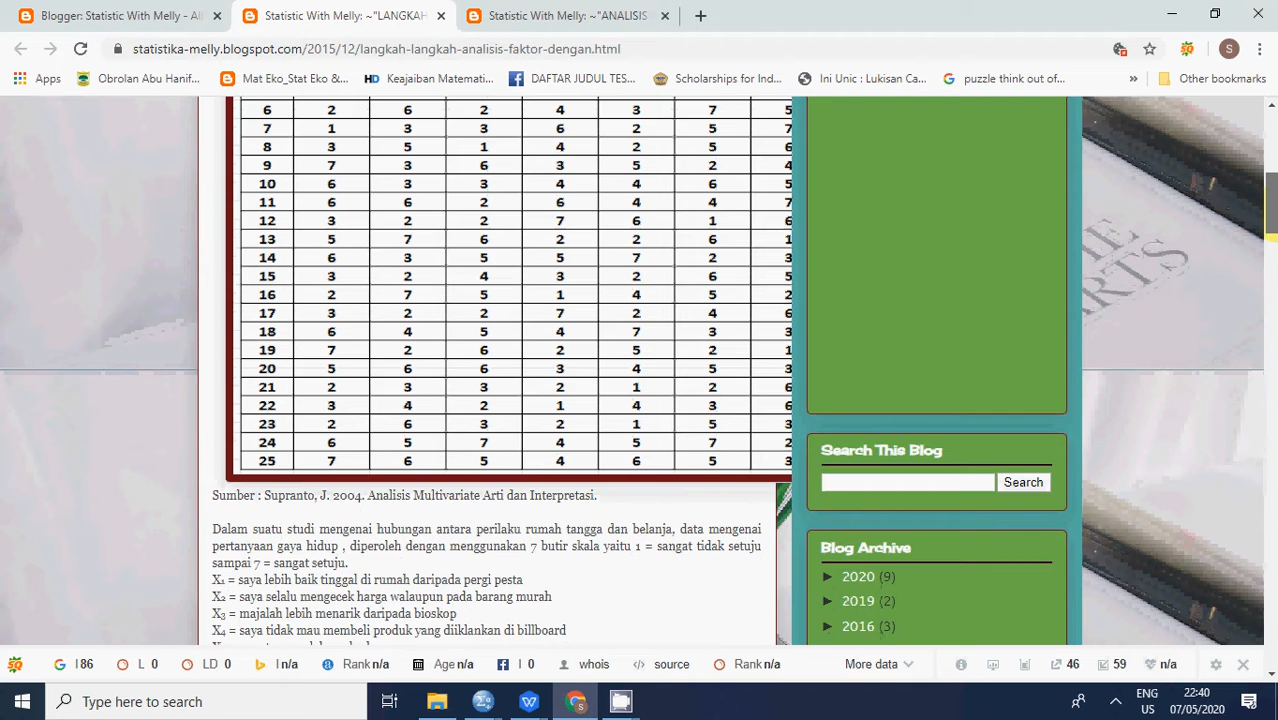 Blogger: Statistic With Melly - Al
Statistic With Melly: ~"LANGKAH
Statistic With Melly: ~"ANALISIS
statistika-melly.blogspot.com/2015/12/langkah-langkah-analisis-faktor-dengan.html
S
Apps
Obrolan Abu Hanif...
Mat Eko_Stat Eko &...
Keajaiban Matemati...
DAFTAR JUDUL TES...
Scholarships for Ind...
Ini Unic : Lukisan Ca...
puzzle think out of...
»
Other bookmarks
6 2 6 2 4 3 7 5
7 1 3 3 6 2 5 7
8 3 5 1 4 2 5 6
9 7 3 6 3 5 2 4
10 6 3 3 4 4 6 5
11 6 6 2 6 4 4 7
12 3 2 2 7 6 1 6
13 5 7 6 2 2 6 1
14 6 3 5 5 7 2 3
15 3 2 4 3 2 6 5
16 2 7 5 1 4 5 2
17 3 2 2 7 2 4 6
18 6 4 5 4 7 3 3
19 7 2 6 2 5 2 1
20 5 6 6 3 4 5 3
21 2 3 3 2 1 2 6
22 3 4 2 1 4 3 6
23 2 6 3 2 1 5 3
24 6 5 7 4 5 7 2
25 7 6 5 4 6 5 3
Sumber : Supranto, J. 2004. Analisis Multivariate Arti dan Interpretasi.
Dalam suatu studi mengenai hubungan antara perilaku rumah tangga dan belanja, data mengenai
pertanyaan gaya hidup , diperoleh dengan menggunakan 7 butir skala yaitu 1 = sangat tidak setuju
sampai 7 = sangat setuju.
X₁ = saya lebih baik tinggal di rumah daripada pergi pesta
X₂ = saya selalu mengecek harga walaupun pada barang murah
X₃ = majalah lebih menarik daripada bioskop
X₄ = saya tidak mau membeli produk yang diiklankan di billboard
Search This Blog
Search
Blog Archive
► 2020 (9)
► 2019 (2)
► 2016 (3)
I 86
L 0
LD 0
I n/a
Rank n/a
Age n/a
I 0
whois
source
Rank n/a
More data
46
59
n/a
Type here to search
ENG
US
22:40
07/05/2020